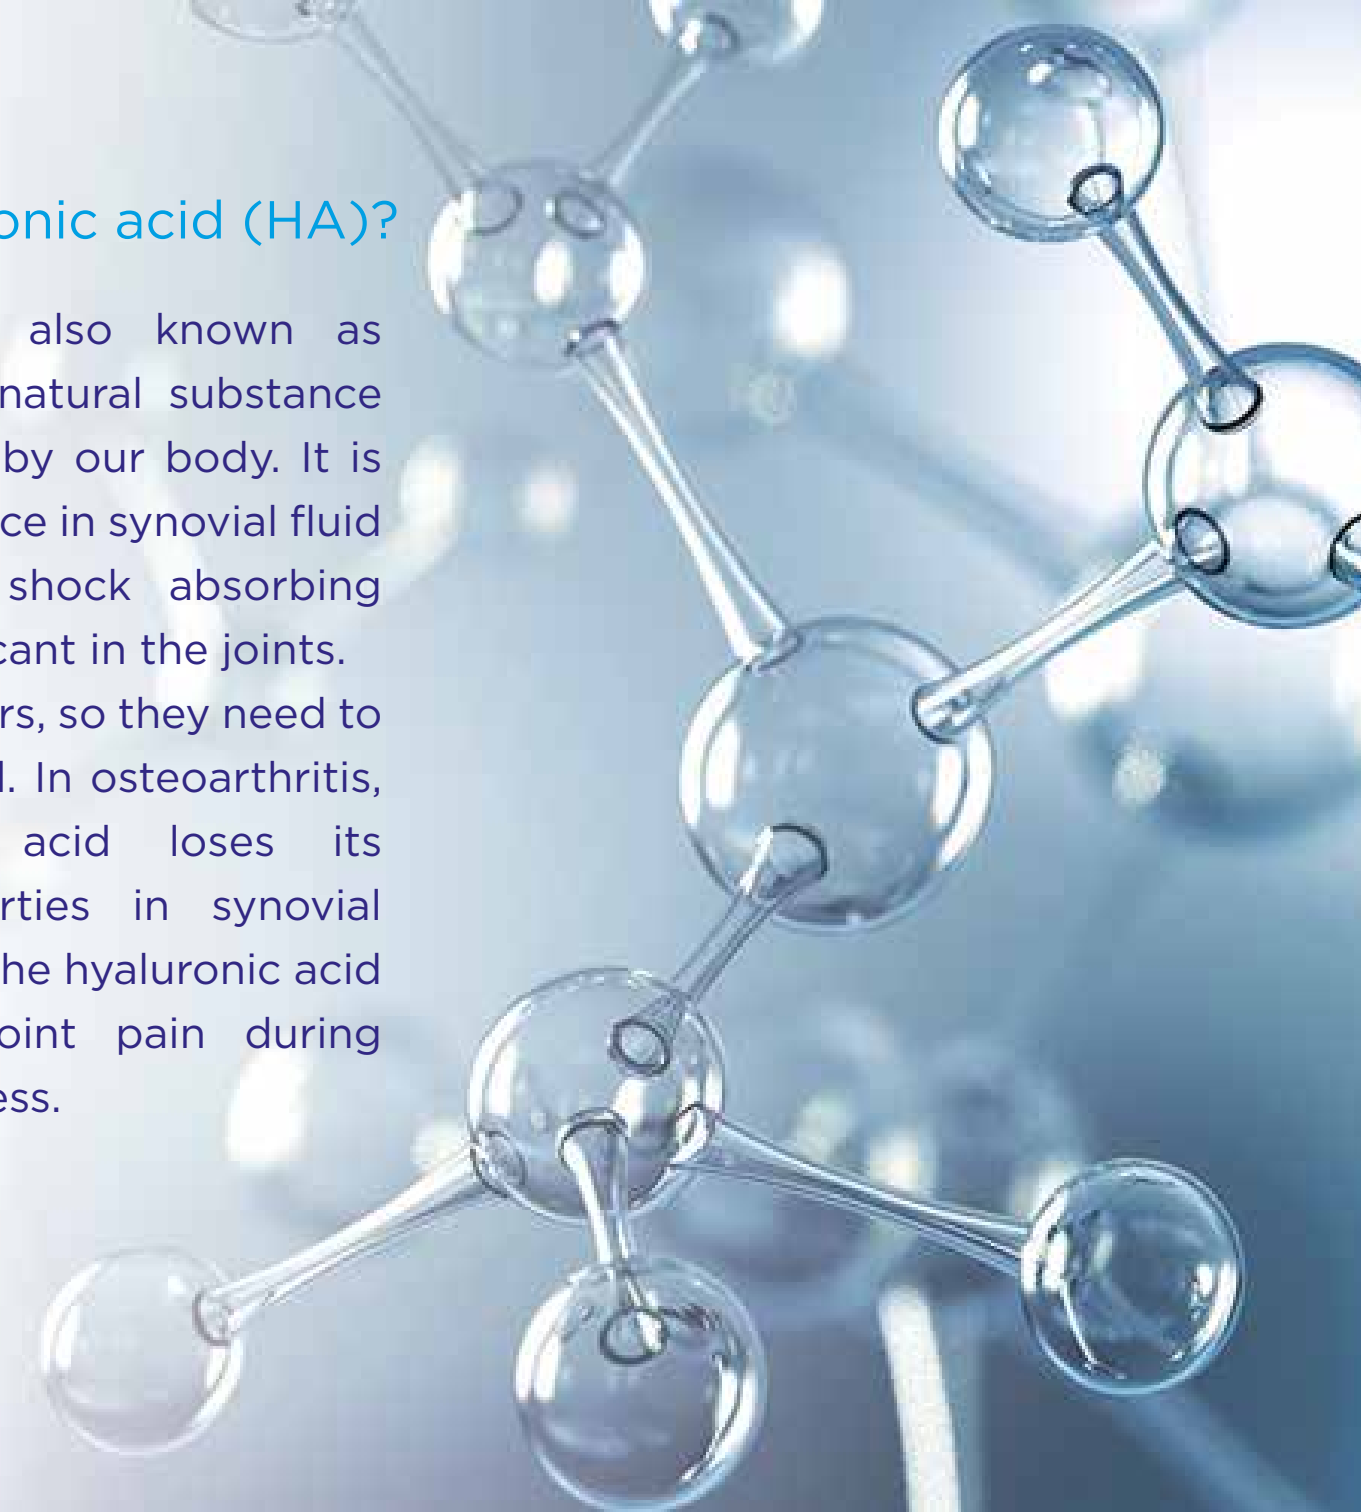 onic acid (HA)?
also known as
natural substance
by our body. It is
ce in synovial fluid
shock absorbing
cant in the joints.
rs, so they need to
. In osteoarthritis,
acid loses its
rties in synovial
he hyaluronic acid
oint pain during
ess.